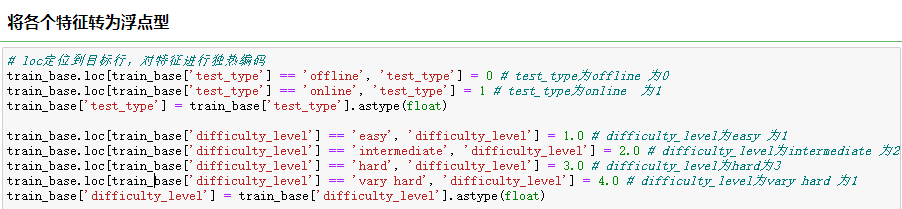 将各个特征转为浮点型
# loc定位到目标行，对特征进行独热编码
train_base.loc[train_base['test_type'] == 'offline', 'test_type'] = 0 # test_type为offline 为0
train_base.loc[train_base['test_type'] == 'online', 'test_type'] = 1 # test_type为online  为1
train_base['test_type'] = train_base['test_type'].astype(float)
train_base.loc[train_base['difficulty_level'] == 'easy', 'difficulty_level'] = 1.0 # difficulty_level为easy 为1
train_base.loc[train_base['difficulty_level'] == 'intermediate', 'difficulty_level'] = 2.0 # difficulty_level为intermediate 为2
train_base.loc[train_base['difficulty_level'] == 'hard', 'difficulty_level'] = 3.0 # difficulty_level为hard为3
train_base.loc[train_base['difficulty_level'] == 'vary hard', 'difficulty_level'] = 4.0 # difficulty_level为vary hard 为1
train_base['difficulty_level'] = train_base['difficulty_level'].astype(float)